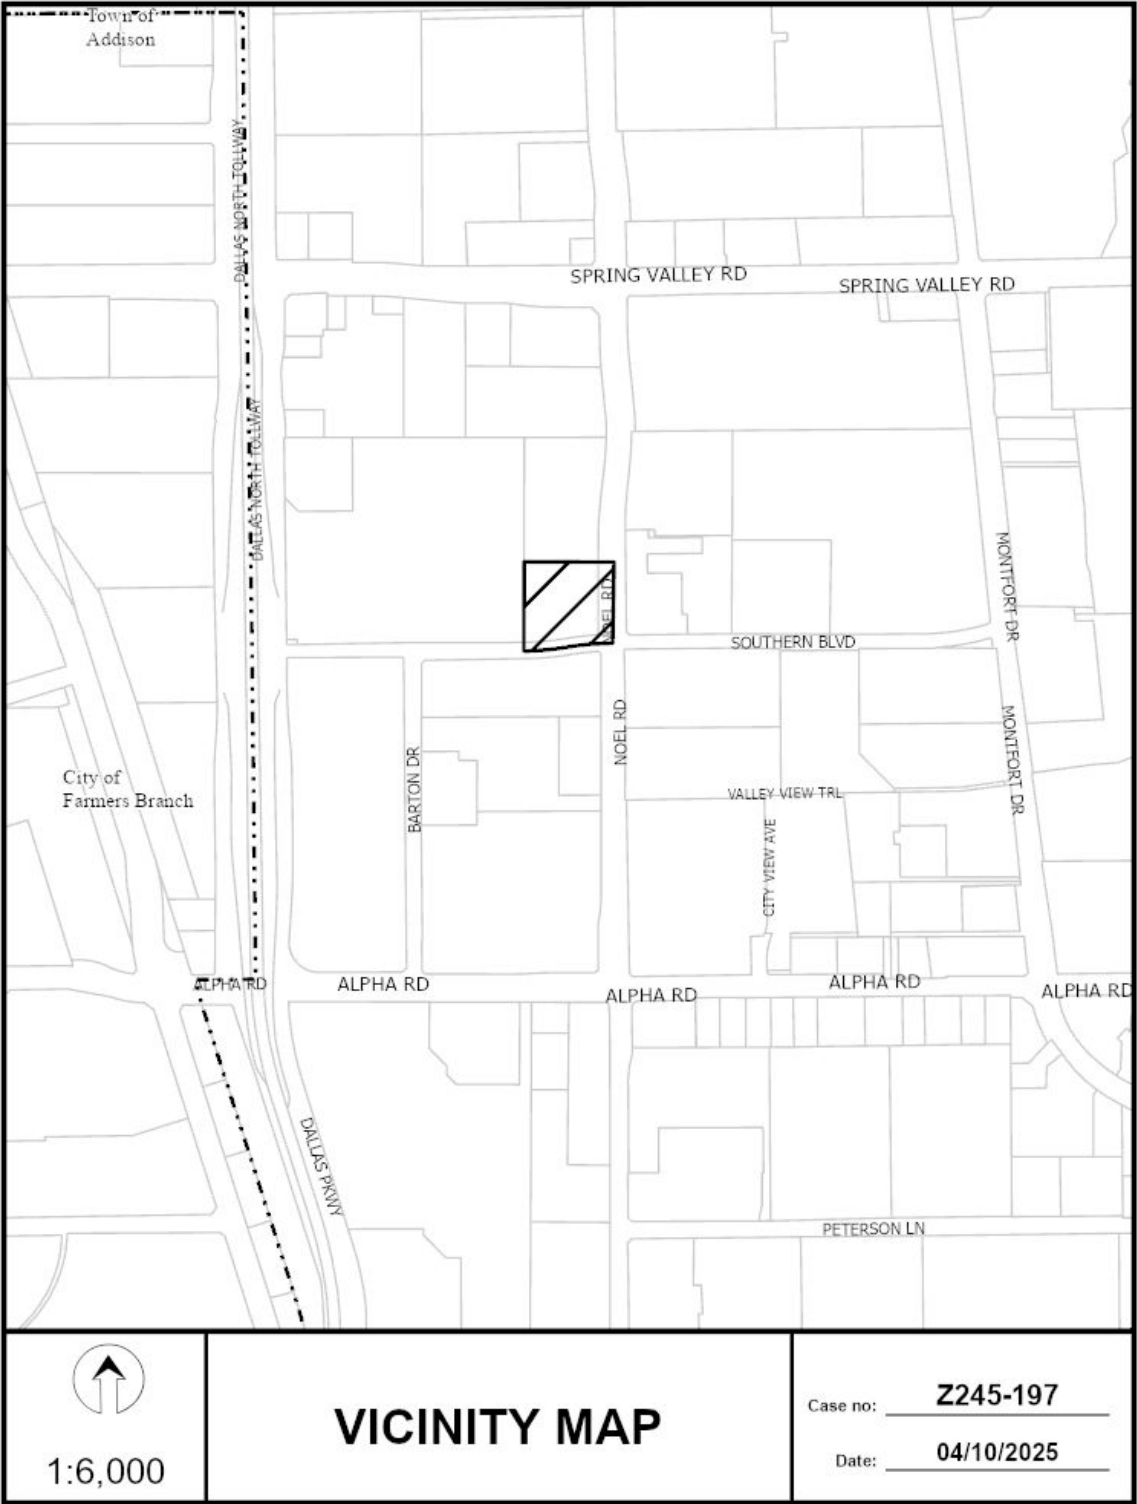 Town of
Addison
DALLAS NORTH TOLLWAY
SPRING VALLEY RD
SPRING VALLEY RD
DALLAS NORTH TOLLWAY
MONTFORT DR
NOEL RD
SOUTHERN BLVD
NOEL RD
MONTFORT DR
City of
Farmers Branch
BARTON DR
VALLEY VIEW TRL
CITY VIEW AVE
ALPHA RD
ALPHA RD
ALPHA RD
ALPHA RD
ALPHA RD
DALLAS PKWY
PETERSON LN
1:6,000
VICINITY MAP
Case no: Z245-197
Date: 04/10/2025